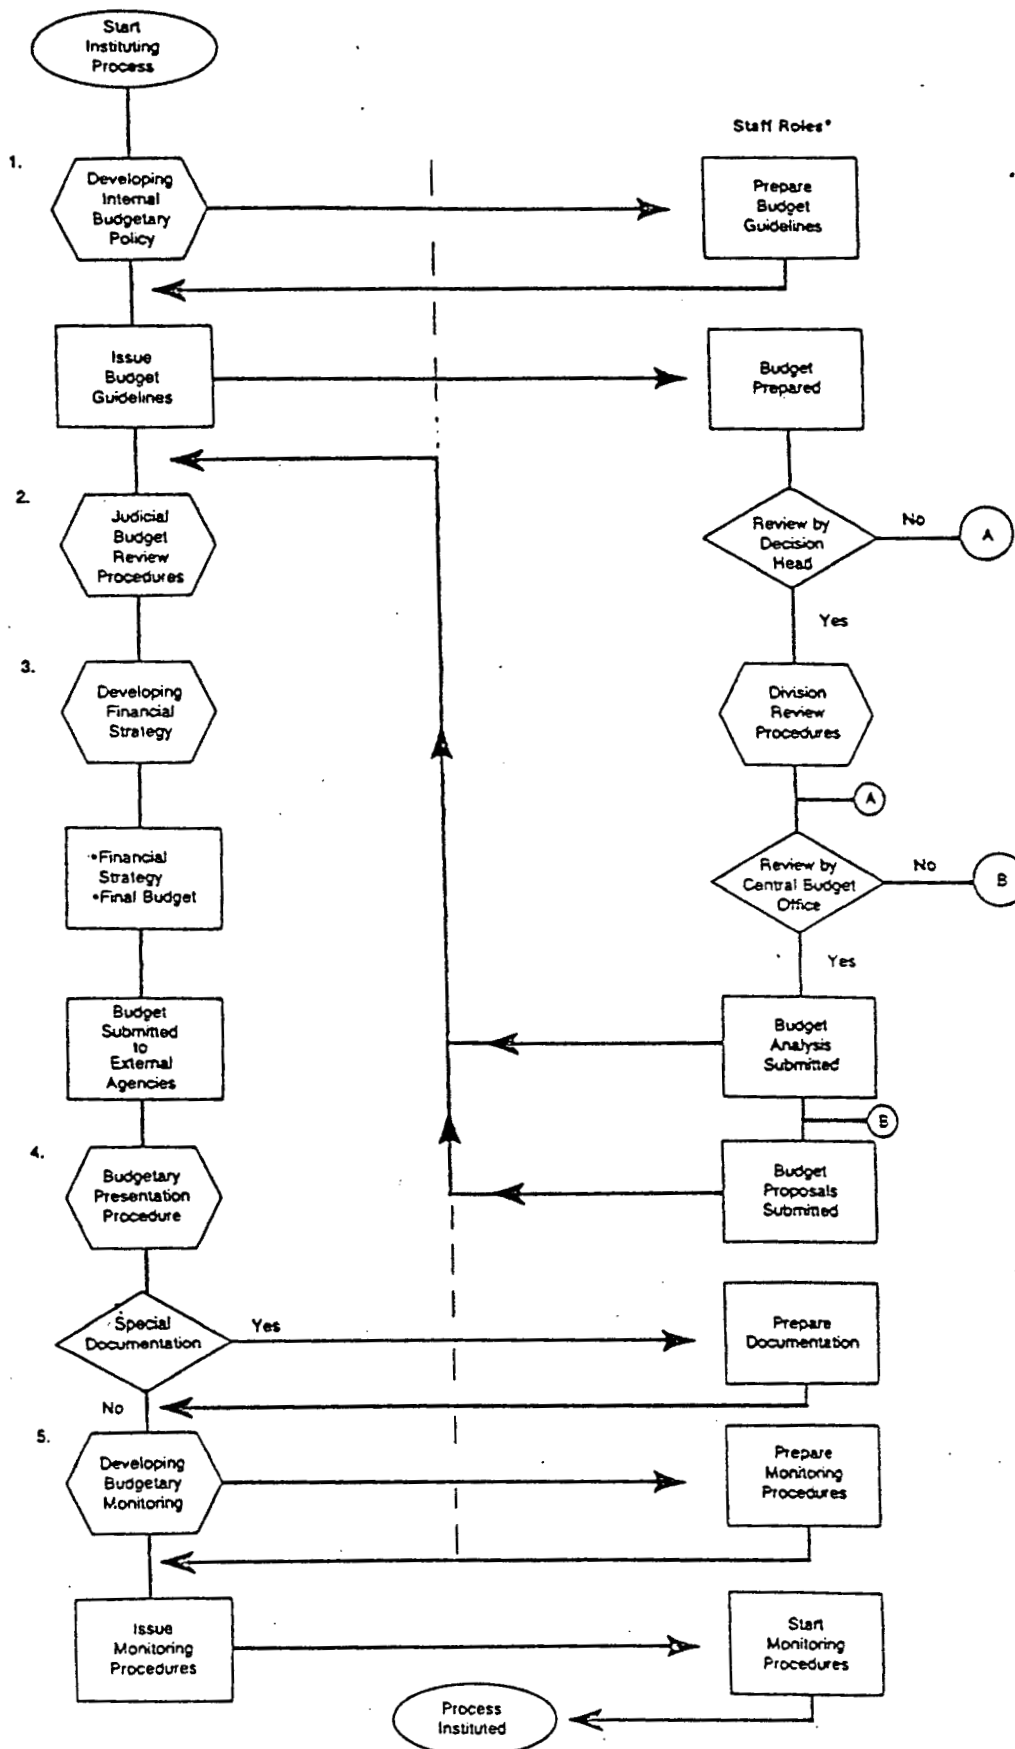 Start
Instituting
Process
Staff Roles*
1.
Developing
Internal
Budgetary
Policy
Prepare
Budget
Guidelines
Issue
Budget
Guidelines
Budget
Prepared
2.
Judicial
Budget
Review
Procedures
Review by
Decision
Head
No
A
Yes
3.
Developing
Financial
Strategy
Division
Review
Procedures
A
•Financial
Strategy
•Final Budget
Review by
Central Budget
Office
No
B
Yes
Budget
Submitted
to
External
Agencies
Budget
Analysis
Submitted
B
4.
Budgetary
Presentation
Procedure
Budget
Proposals
Submitted
Special
Documentation
Yes
Prepare
Documentation
No
5.
Developing
Budgetary
Monitoring
Prepare
Monitoring
Procedures
Issue
Monitoring
Procedures
Start
Monitoring
Procedures
Process
Instituted